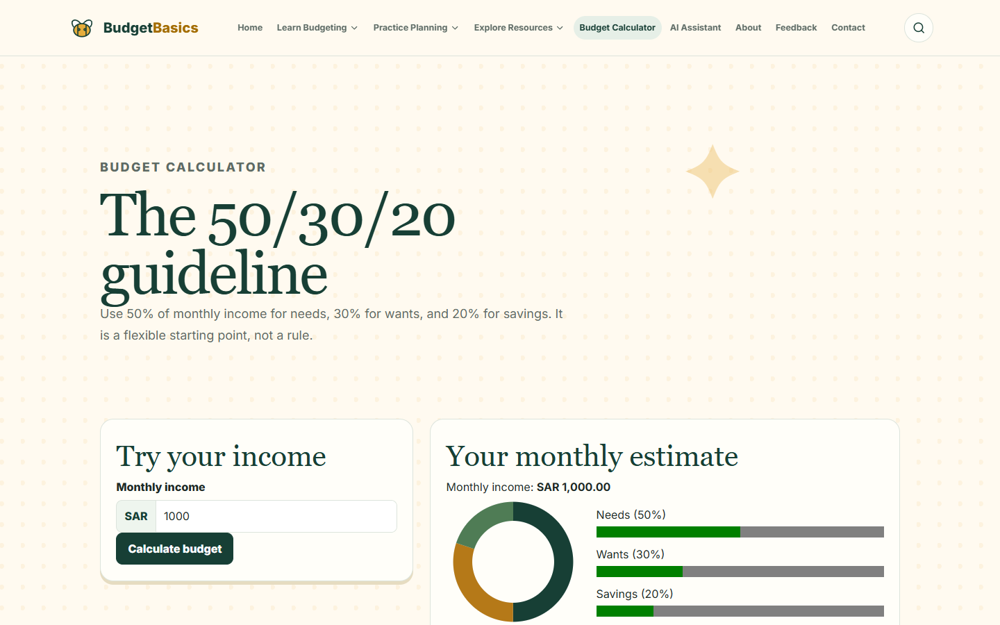 BudgetBasics
Home
Learn Budgeting
Practice Planning
Explore Resources
Budget Calculator
AI Assistant
About
Feedback
Contact
BUDGET CALCULATOR
The 50/30/20
guideline
Use 50% of monthly income for needs, 30% for wants, and 20% for savings. It
is a flexible starting point, not a rule.
Try your income
Monthly income
SAR 1000
Calculate budget
Your monthly estimate
Monthly income: SAR 1,000.00
Needs (50%)
Wants (30%)
Savings (20%)